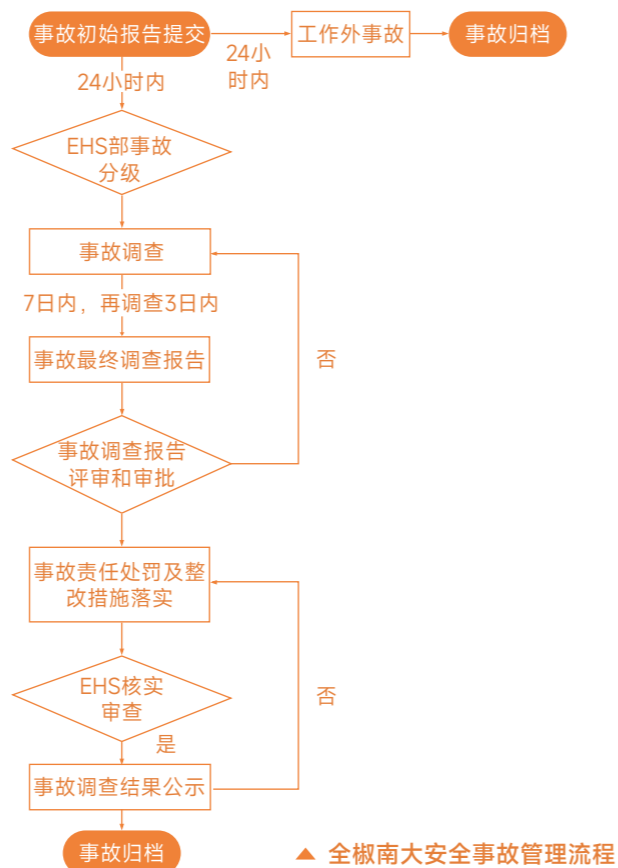 事故初始报告提交
工作外事故
事故归档
24小时内
24小
时内
EHS部事故
分级
事故调查
7日内，再调查3日内
事故最终调查报告
否
事故调查报告
评审和审批
事故责任处罚及整
改措施落实
EHS核实
审查
否
是
事故调查结果公示
事故归档
▲ 全椒南大安全事故管理流程